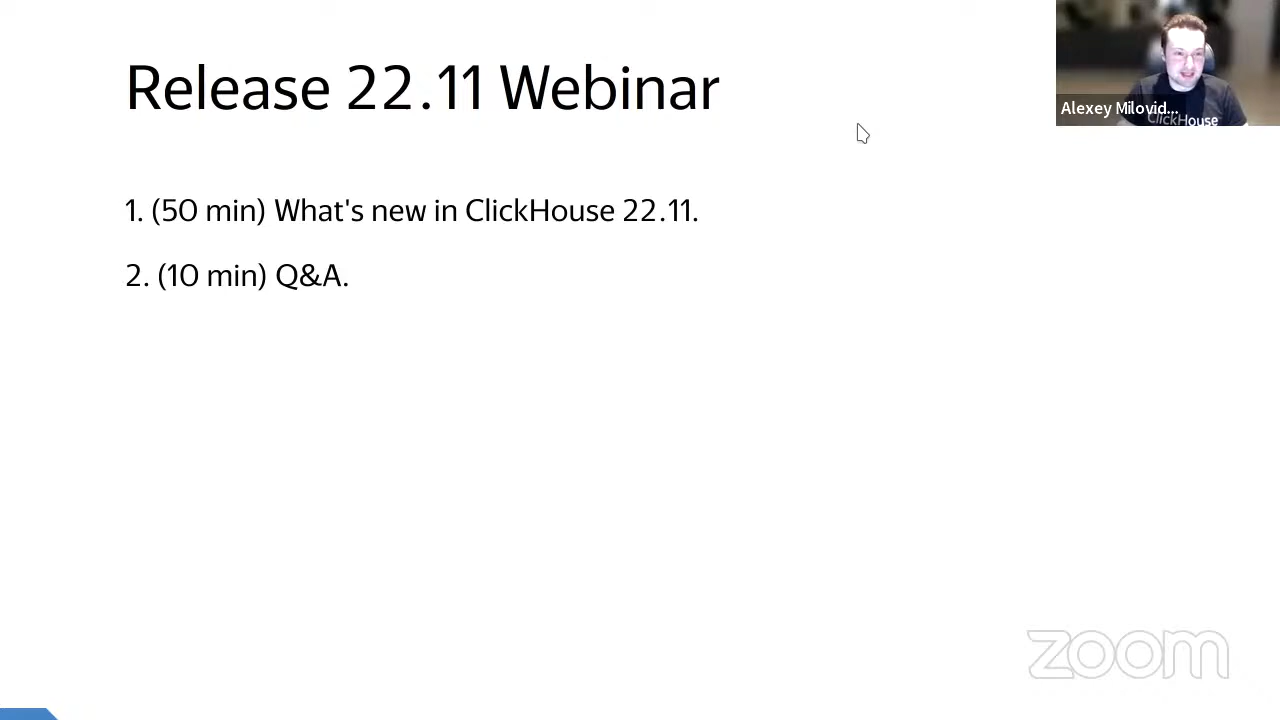 Release 22.11 Webinar
Alexey Milovid...
ClickHouse
1. (50 min) What's new in ClickHouse 22.11.
2. (10 min) Q&A.
zoom